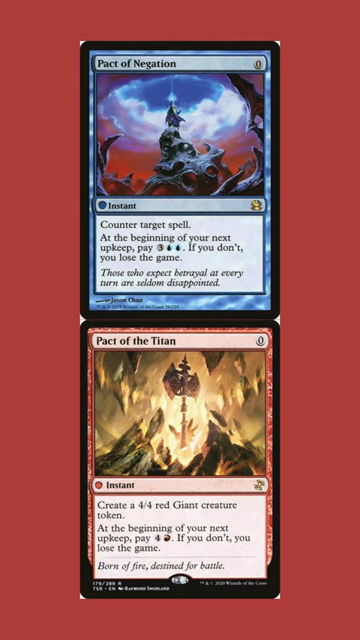 Pact of Negation 0
Instant
Counter target spell.
At the beginning of your next
upkeep, pay 3UU. If you don't,
you lose the game.
Those who expect betrayal at every
turn are seldom disappointed.
Jason Chan
Pact of the Titan 0
Instant
Create a 4/4 red Giant creature
token.
At the beginning of your next
upkeep, pay 4R. If you don't, you
lose the game.
Born of fire, destined for battle.
179/289 R
TSR • EN Raymond Swarland
™ & © 2020 Wizards of the Coast